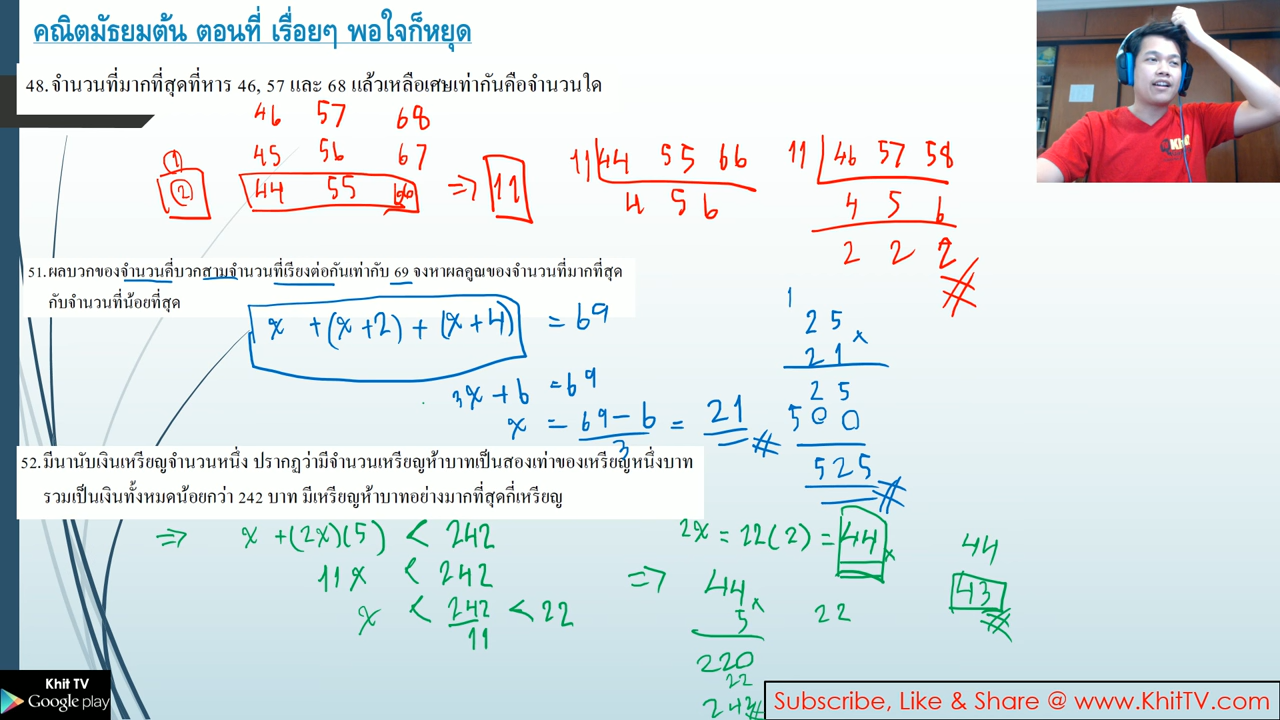 คณิตมัธยมต้น ตอนที่ เรื่อยๆ พอใจก็หยุด
48. จำนวนที่มากที่สุดที่หาร 46, 57 และ 68 แล้วเหลือเศษเท่ากันคือจำนวนใด
46 57 68
① 45 56 67
② 44 55 66 => 11
11 44 55 66
4 5 6
11 46 57 58
4 5 6
2 2 2 #
51. ผลบวกของจำนวนคี่บวกสามจำนวนที่เรียงต่อกันเท่ากับ 69 จงหาผลคูณของจำนวนที่มากที่สุด
กับจำนวนที่น้อยที่สุด
x + (x+2) + (x+4) = 69
3x + 6 = 69
x = 69-6 = 21 #
3
1
25 x
21
25
500
525 #
52. มีนานับเงินเหรียญจำนวนหนึ่ง ปรากฏว่ามีจำนวนเหรียญห้าบาทเป็นสองเท่าของเหรียญหนึ่งบาท
รวมเป็นเงินทั้งหมดน้อยกว่า 242 บาท มีเหรียญห้าบาทอย่างมากที่สุดกี่เหรียญ
=> x + (2x)(5) < 242
11x < 242
x < 242 < 22
11
2x = 22(2) = 44 x
=> 44 x
5
220
22
242 #
22
44
43 #
Khit TV
Google play
Khit
Subscribe, Like & Share @ www.KhitTV.com